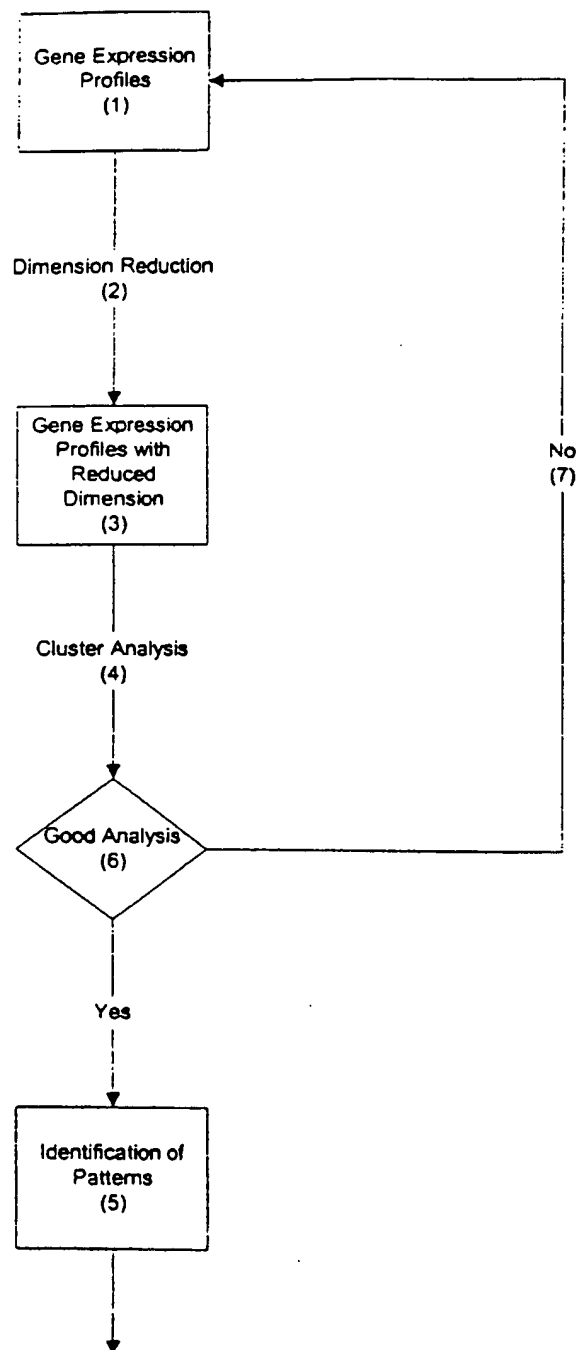 Gene Expression
Profiles
(1)
Dimension Reduction
(2)
Gene Expression
Profiles with
Reduced
Dimension
(3)
No
(7)
Cluster Analysis
(4)
Good Analysis
(6)
Yes
Identification of
Patterns
(5)